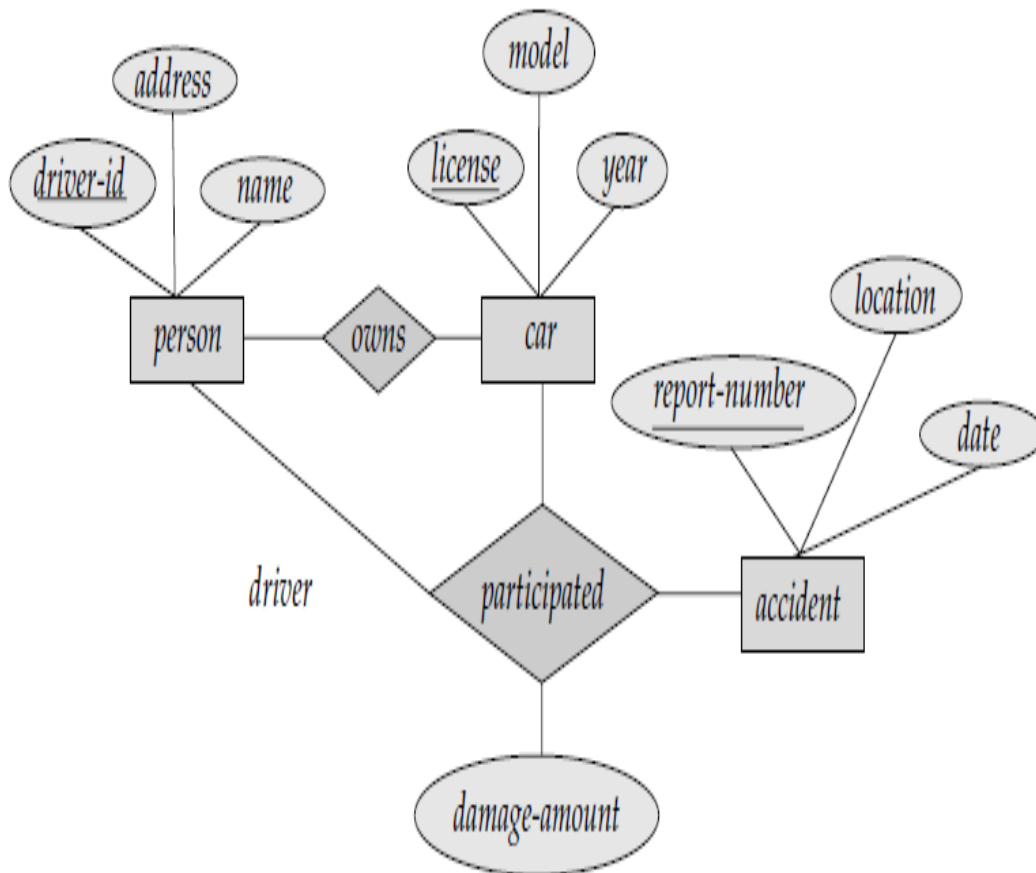 model
address
driver-id
name
license
year
location
person
owns
car
report-number
date
driver
participated
accident
damage-amount